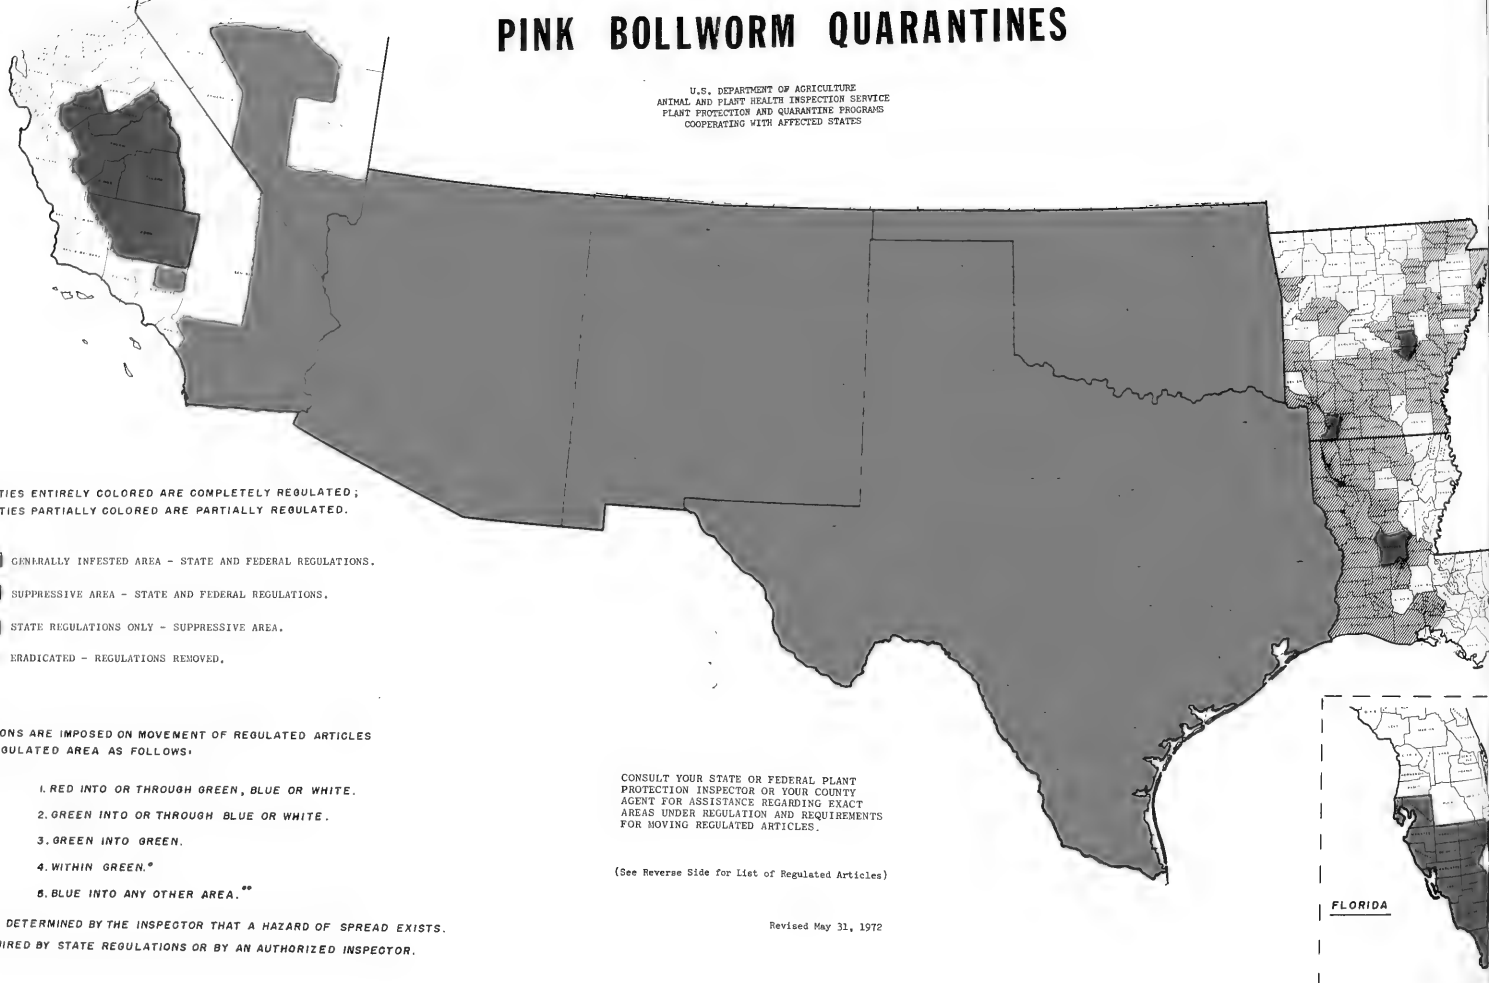 PINK BOLLWORM QUARANTINES
U.S. DEPARTMENT OF AGRICULTURE
ANIMAL AND PLANT HEALTH INSPECTION SERVICE
PLANT PROTECTION AND QUARANTINE PROGRAMS
COOPERATING WITH AFFECTED STATES
TIES ENTIRELY COLORED ARE COMPLETELY REGULATED;
TIES PARTIALLY COLORED ARE PARTIALLY REGULATED.
GENERALLY INFESTED AREA - STATE AND FEDERAL REGULATIONS.
SUPPRESSIVE AREA - STATE AND FEDERAL REGULATIONS.
STATE REGULATIONS ONLY - SUPPRESSIVE AREA.
ERADICATED - REGULATIONS REMOVED.
ONS ARE IMPOSED ON MOVEMENT OF REGULATED ARTICLES
GULATED AREA AS FOLLOWS:
1. RED INTO OR THROUGH GREEN, BLUE OR WHITE.
2. GREEN INTO OR THROUGH BLUE OR WHITE.
3. GREEN INTO GREEN.
4. WITHIN GREEN.*
5. BLUE INTO ANY OTHER AREA.**
DETERMINED BY THE INSPECTOR THAT A HAZARD OF SPREAD EXISTS.
IRED BY STATE REGULATIONS OR BY AN AUTHORIZED INSPECTOR.
CONSULT YOUR STATE OR FEDERAL PLANT
PROTECTION INSPECTOR OR YOUR COUNTY
AGENT FOR ASSISTANCE REGARDING EXACT
AREAS UNDER REGULATION AND REQUIREMENTS
FOR MOVING REGULATED ARTICLES.
(See Reverse Side for List of Regulated Articles)
Revised May 31, 1972
FLORIDA